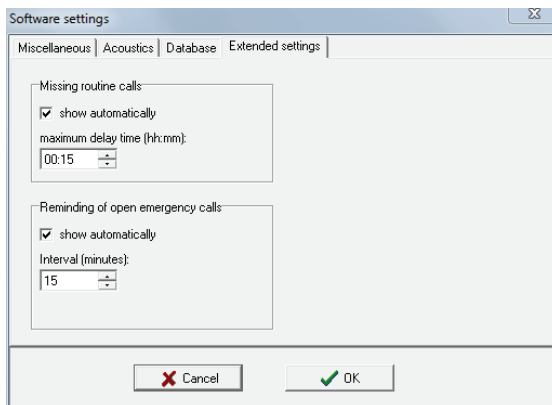 Software settings
Miscellaneous
Acoustics
Database
Extended settings
Missing routine calls
show automatically
maximum delay time (hh:mm):
00:15
Reminding of open emergency calls
show automatically
Interval (minutes):
15
Cancel
OK